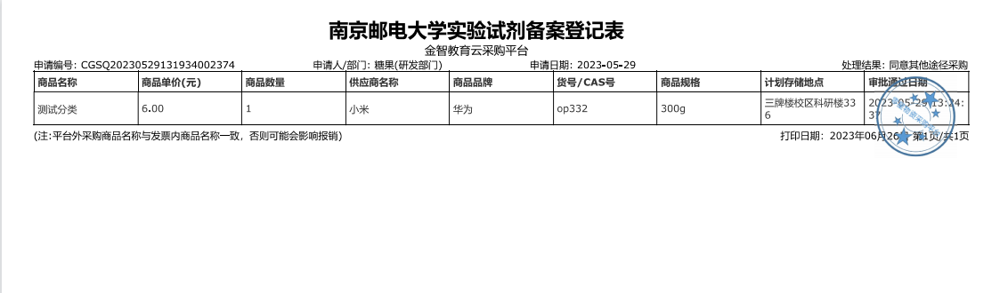 南京邮电大学实验试剂备案登记表
金智教育云采购平台
申请编号: CGSQ20230529131934002374 申请人/部门: 糖果(研发部门) 申请日期: 2023-05-29 处理结果: 同意其他途径采购
商品名称 商品单价(元) 商品数量 供应商名称 商品品牌 货号/CAS号 商品规格 计划存储地点 审批通过日期
测试分类 6.00 1 小米 华为 op332 300g 三牌楼校区科研楼33 2023-05-29 13:24:
6 37
(注:平台外采购商品名称与发票内商品名称一致，否则可能会影响报销) 打印日期: 2023年06月26日 第1页/共1页